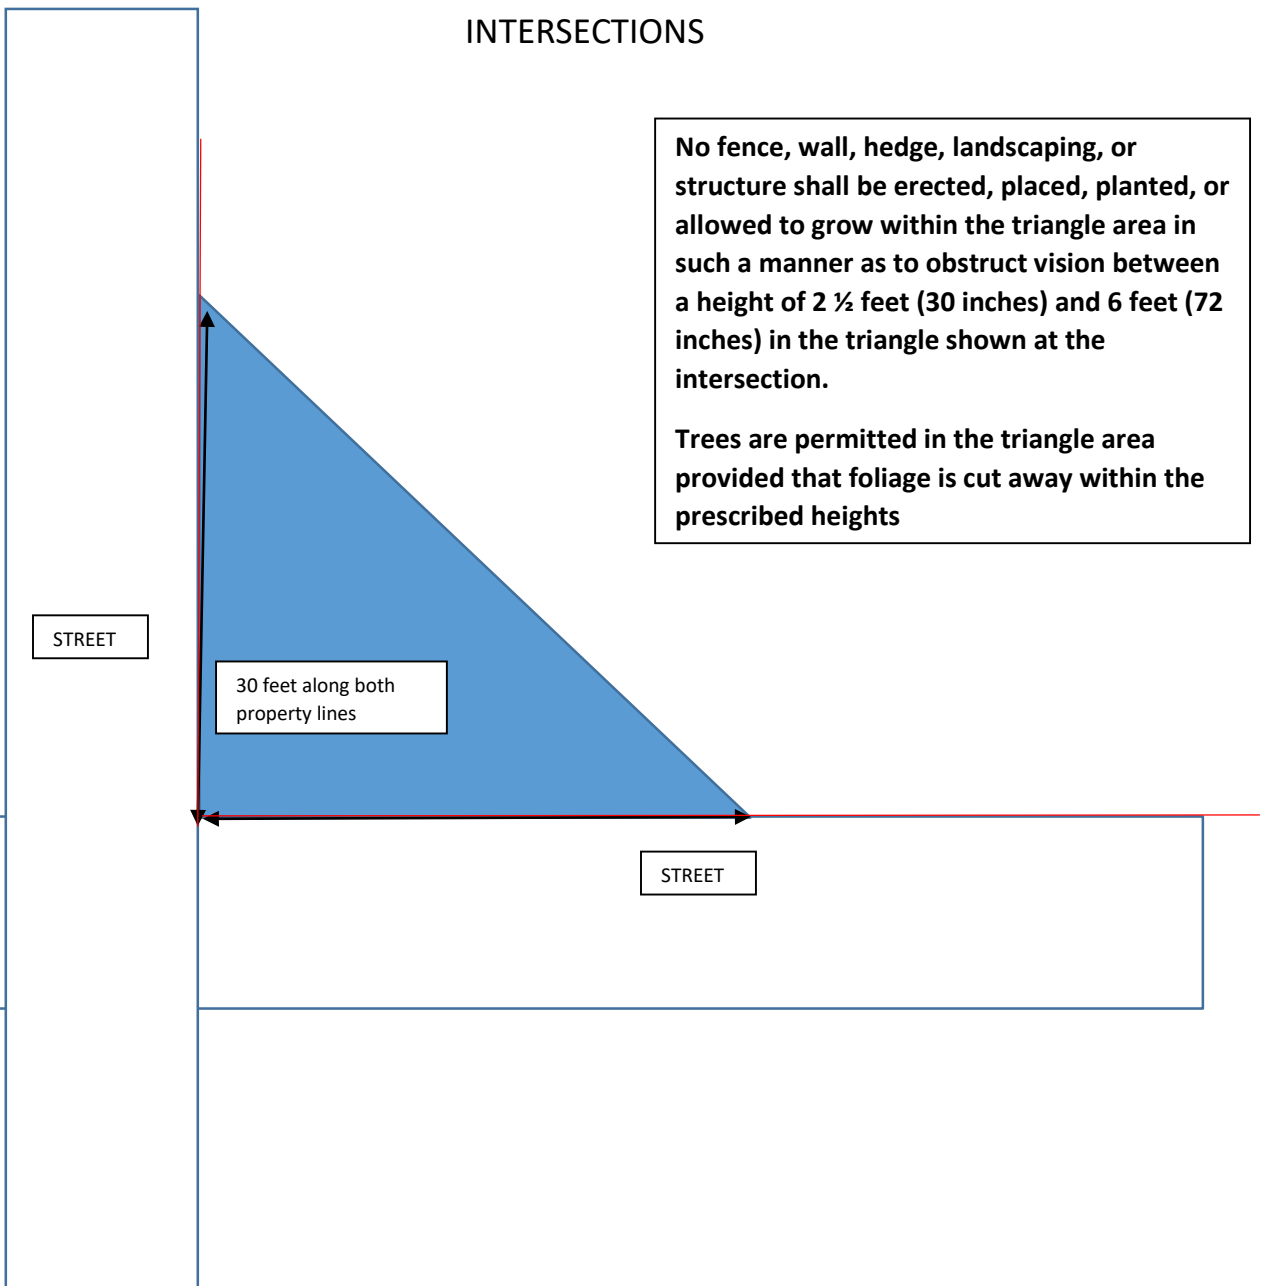 INTERSECTIONS
No fence, wall, hedge, landscaping, or
structure shall be erected, placed, planted, or
allowed to grow within the triangle area in
such a manner as to obstruct vision between
a height of 2 ½ feet (30 inches) and 6 feet (72
inches) in the triangle shown at the
intersection.
Trees are permitted in the triangle area
provided that foliage is cut away within the
prescribed heights
STREET
30 feet along both
property lines
STREET